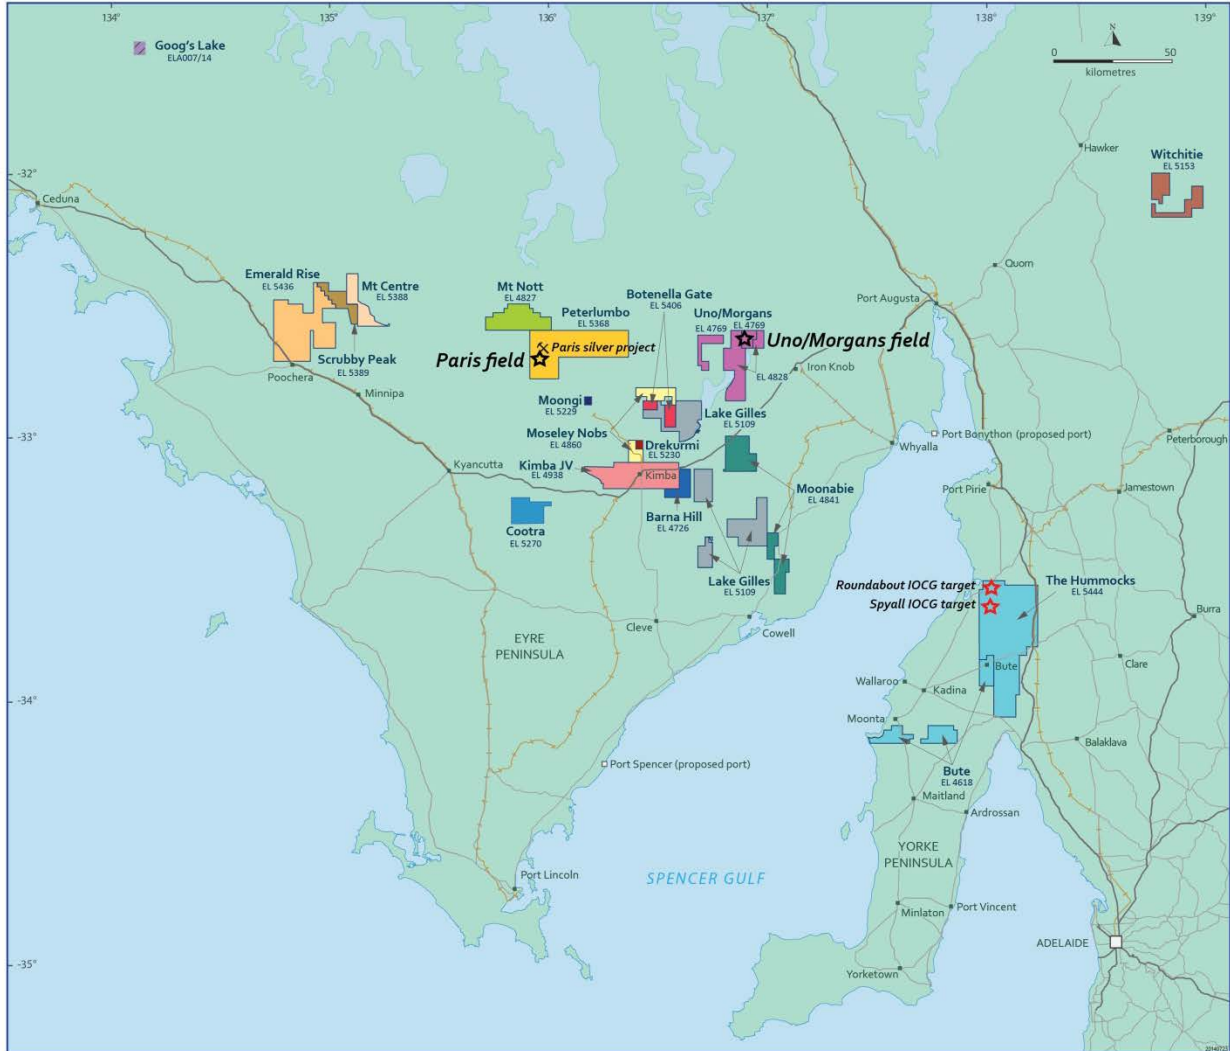 134°
135°
136°
137°
138°
139°
Goog's Lake
ELA007/14
N
0
50
kilometres
Hawker
Witchitie
EL 5153
-32°
Ceduna
Quorn
Emerald Rise
EL 5436
Mt Centre
EL 5388
Mt Nott
EL 4827
Botenella Gate
EL 5406
Port Augusta
Peterlumbo
EL 5368
Uno/Morgans
EL 4769
EL 4769
Uno/Morgans field
Paris silver project
Paris field
Scrubby Peak
EL 5389
Poochera
Iron Knob
EL 4828
Minnipa
Moongi
EL 5229
Lake Gilles
EL 5109
-33°
Moseley Nobs
EL 4860
Drekurmi
EL 5230
Port Bonython (proposed port)
Peterborough
Whyalla
Kyancutta
Kimba JV
EL 4938
Kimba
Port Pirie
Jamestown
Moonabie
EL 4841
Barna Hill
EL 4726
Cootra
EL 5270
Lake Gilles
EL 5109
Roundabout IOCG target
The Hummocks
EL 5444
Spyall IOCG target
Burra
Cleve
Cowell
EYRE
PENINSULA
Clare
Bute
Wallaroo
Kadina
-34°
Moonta
Balaklava
Port Spencer (proposed port)
Bute
EL 4618
Maitland
Ardrossan
YORKE
PENINSULA
Port Lincoln
SPENCER GULF
Minlaton
Port Vincent
ADELAIDE
-35°
Yorketown